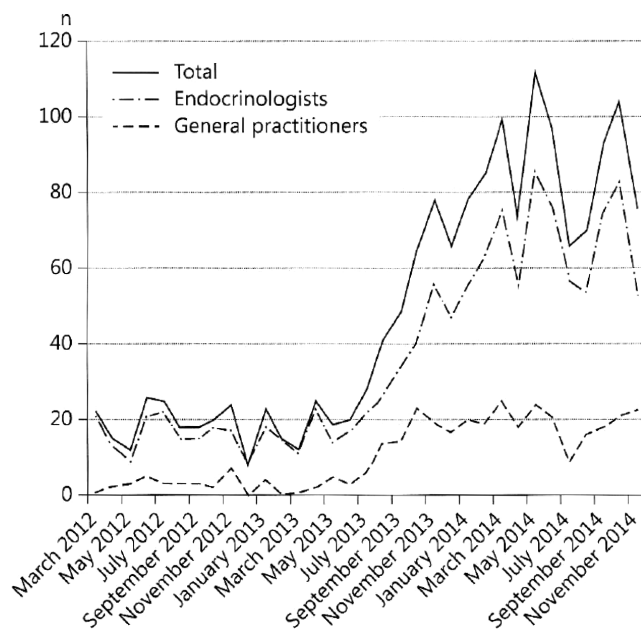 n
120
Total
Endocrinologists
General practitioners
100
80
60
40
20
0
March 2012
May 2012
July 2012
September 2012
November 2012
January 2013
March 2013
May 2013
July 2013
September 2013
November 2013
January 2014
March 2014
May 2014
July 2014
September 2014
November 2014